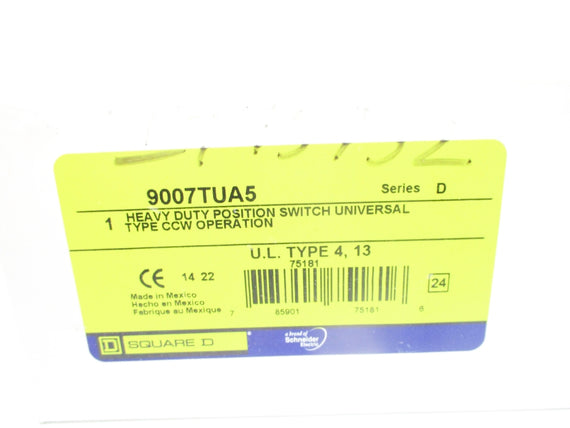 9007TUA5 Series D
1 HEAVY DUTY POSITION SWITCH UNIVERSAL
TYPE CCW OPERATION
U.L. TYPE 4, 13
75181
CE 14 22
24
Made in Mexico
Hecho en Mexico
Fabrique au Mexique
7 85901 75181 6
D SQUARE D
a brand of
Schneider
Electric